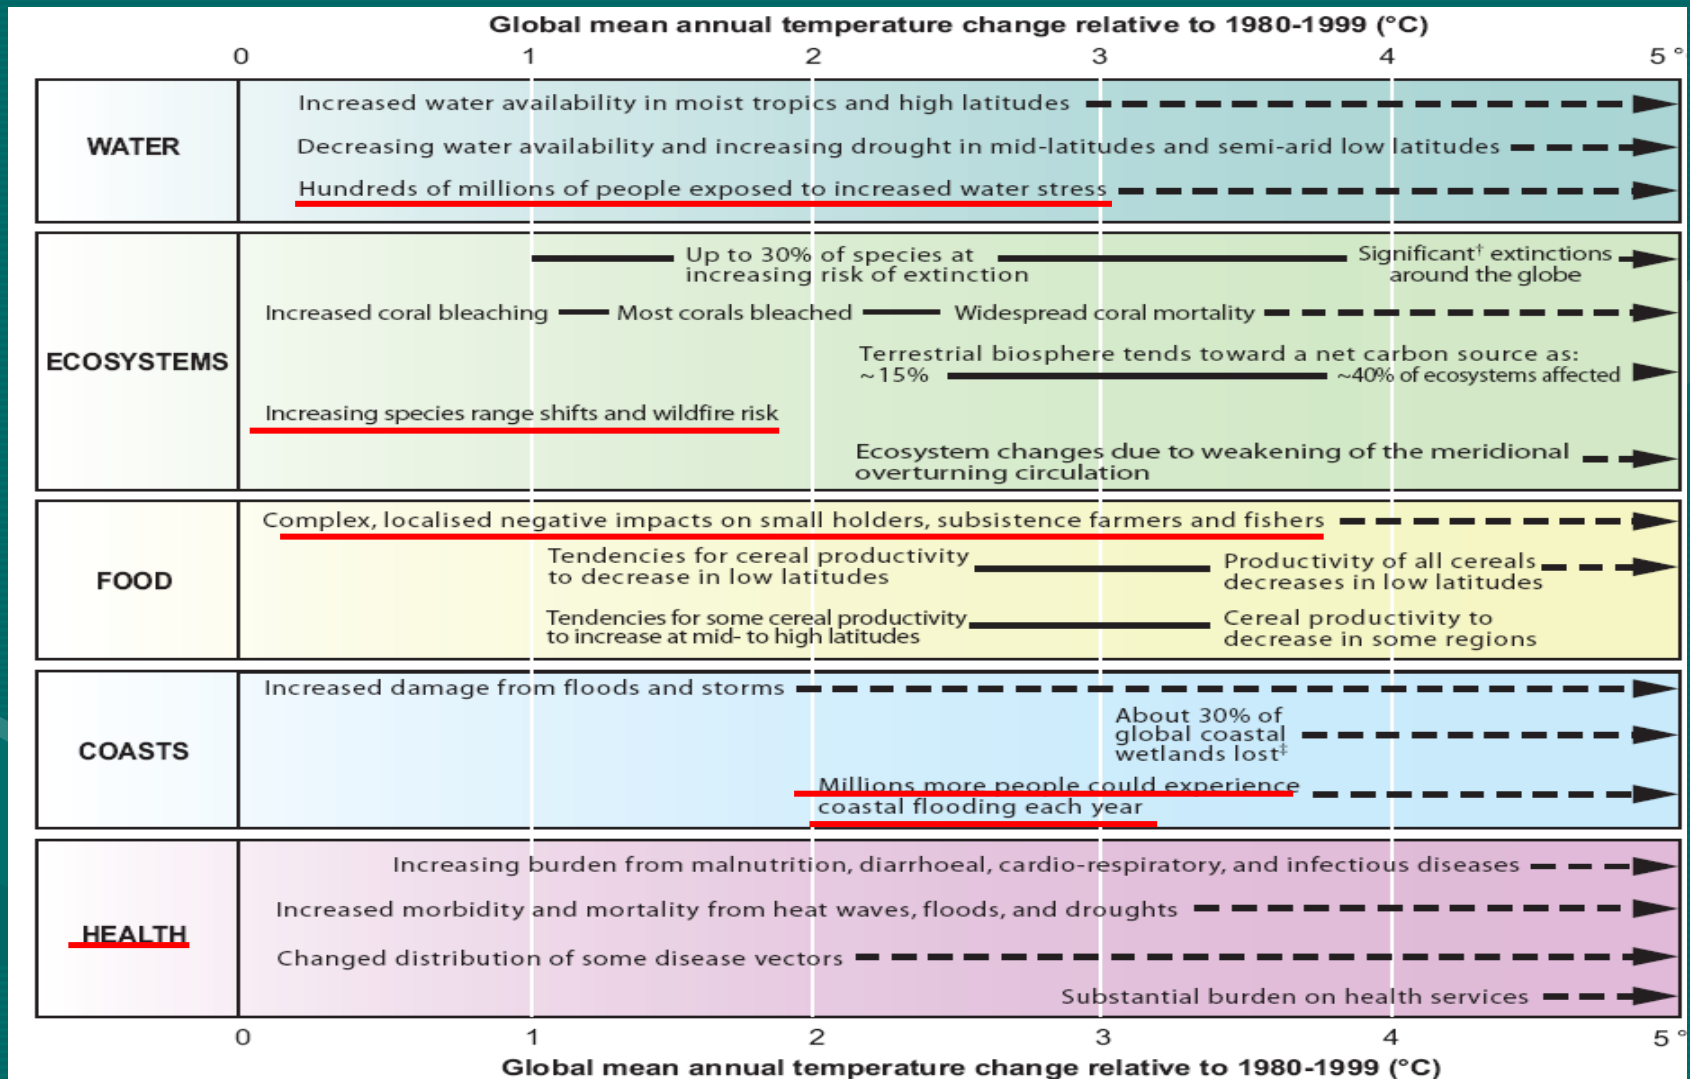 Global mean annual temperature change relative to 1980-1999 (°C)
0 1 2 3 4 5 °
WATER
Increased water availability in moist tropics and high latitudes
Decreasing water availability and increasing drought in mid-latitudes and semi-arid low latitudes
Hundreds of millions of people exposed to increased water stress
ECOSYSTEMS
Up to 30% of species at
increasing risk of extinction
Significant† extinctions
around the globe
Increased coral bleaching
Most corals bleached
Widespread coral mortality
Terrestrial biosphere tends toward a net carbon source as:
~15%
~40% of ecosystems affected
Increasing species range shifts and wildfire risk
Ecosystem changes due to weakening of the meridional
overturning circulation
FOOD
Complex, localised negative impacts on small holders, subsistence farmers and fishers
Tendencies for cereal productivity
to decrease in low latitudes
Productivity of all cereals
decreases in low latitudes
Tendencies for some cereal productivity
to increase at mid- to high latitudes
Cereal productivity to
decrease in some regions
COASTS
Increased damage from floods and storms
About 30% of
global coastal
wetlands lost‡
Millions more people could experience
coastal flooding each year
HEALTH
Increasing burden from malnutrition, diarrhoeal, cardio-respiratory, and infectious diseases
Increased morbidity and mortality from heat waves, floods, and droughts
Changed distribution of some disease vectors
Substantial burden on health services
0 1 2 3 4 5 °
Global mean annual temperature change relative to 1980-1999 (°C)